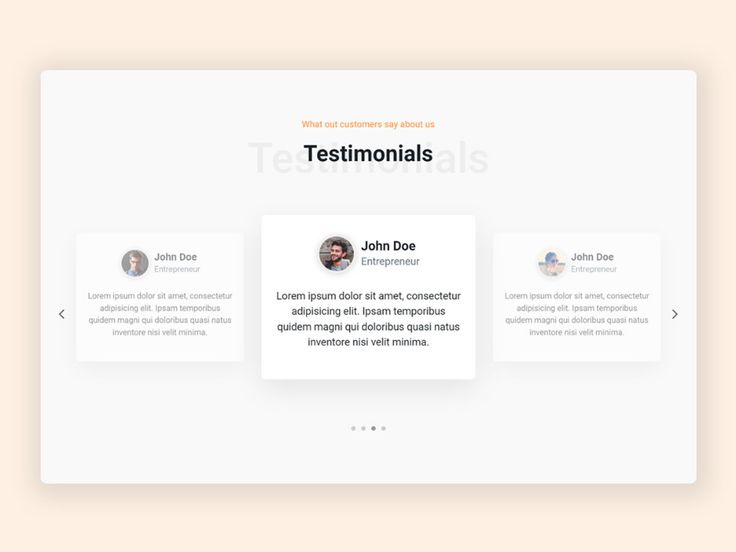 What out customers say about us
Testimonials
Testimonials
John Doe
Entrepreneur
Lorem ipsum dolor sit amet, consectetur
adipisicing elit. Ipsam temporibus
quidem magni qui doloribus quasi natus
inventore nisi velit minima.
John Doe
Entrepreneur
Lorem ipsum dolor sit amet, consectetur
adipisicing elit. Ipsam temporibus
quidem magni qui doloribus quasi natus
inventore nisi velit minima.
John Doe
Entrepreneur
Lorem ipsum dolor sit amet, consectetur
adipisicing elit. Ipsam temporibus
quidem magni qui doloribus quasi natus
inventore nisi velit minima.